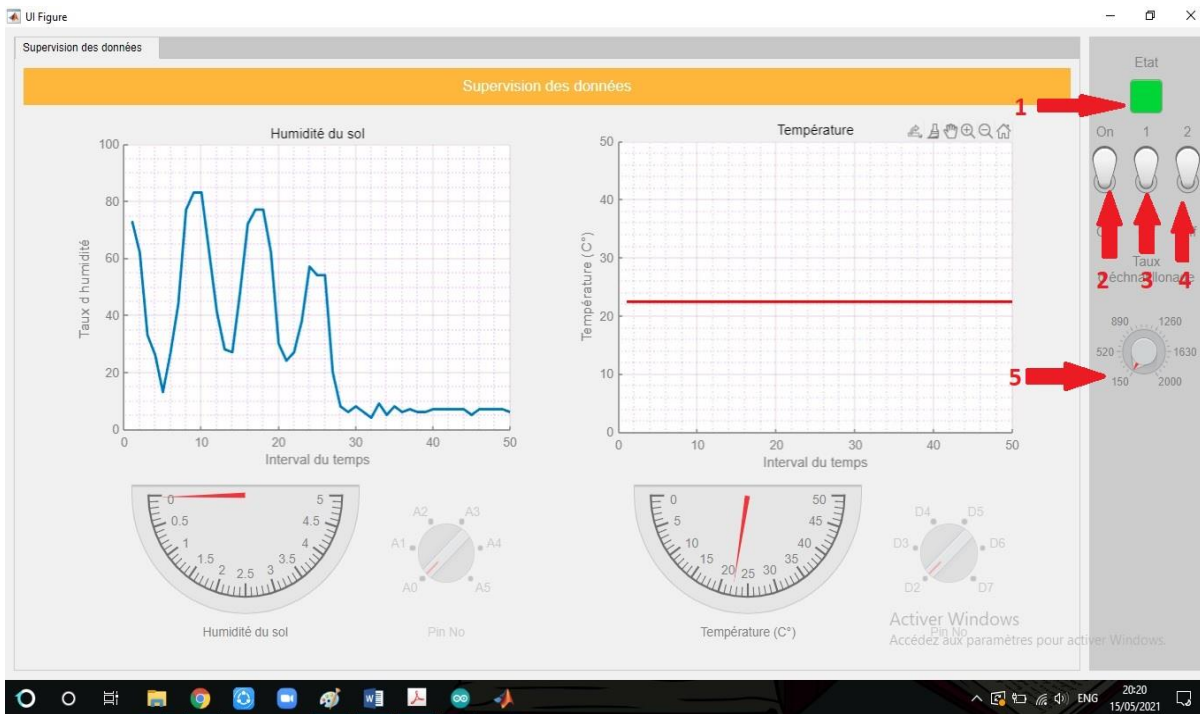 UI Figure
Supervision des données
Supervision des données
Etat
1
On 1 2
2 3 4
Taux
890 1260
520 1630
150 2000
5
Humidité du sol
100
80
60
40
20
0
Taux d humidité
0 10 20 30 40 50
Interval du temps
Température
50
40
30
20
10
0
Température (C°)
0 10 20 30 40 50
Interval du temps
0 5
0.5 4.5
1 4
1.5 3.5
2 2.5 3
Humidité du sol
A2 A3
A1 A4
A0 A5
Pin No
0 50
5 45
10 40
15 35
20 25 30
Température (C°)
D4 D5
D3 D6
D2 D7
Pin No
Activer Windows
Accédez aux paramètres pour activer Windows.
ENG
20:20
15/05/2021